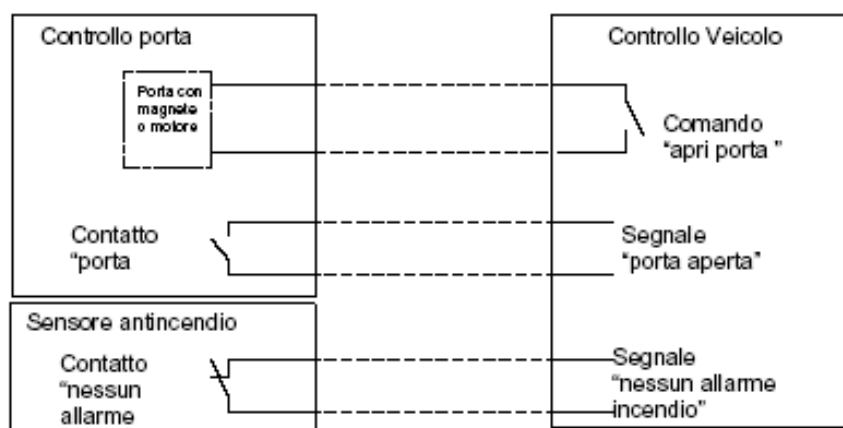 Controllo porta
Porta con
magnete
o motore
Contatto
“porta
Sensore antincendio
Contatto
“nessun
allarme
Controllo Veicolo
Comando
“apri porta ”
Segnale
“porta aperta”
Segnale
“nessun allarme
incendio”